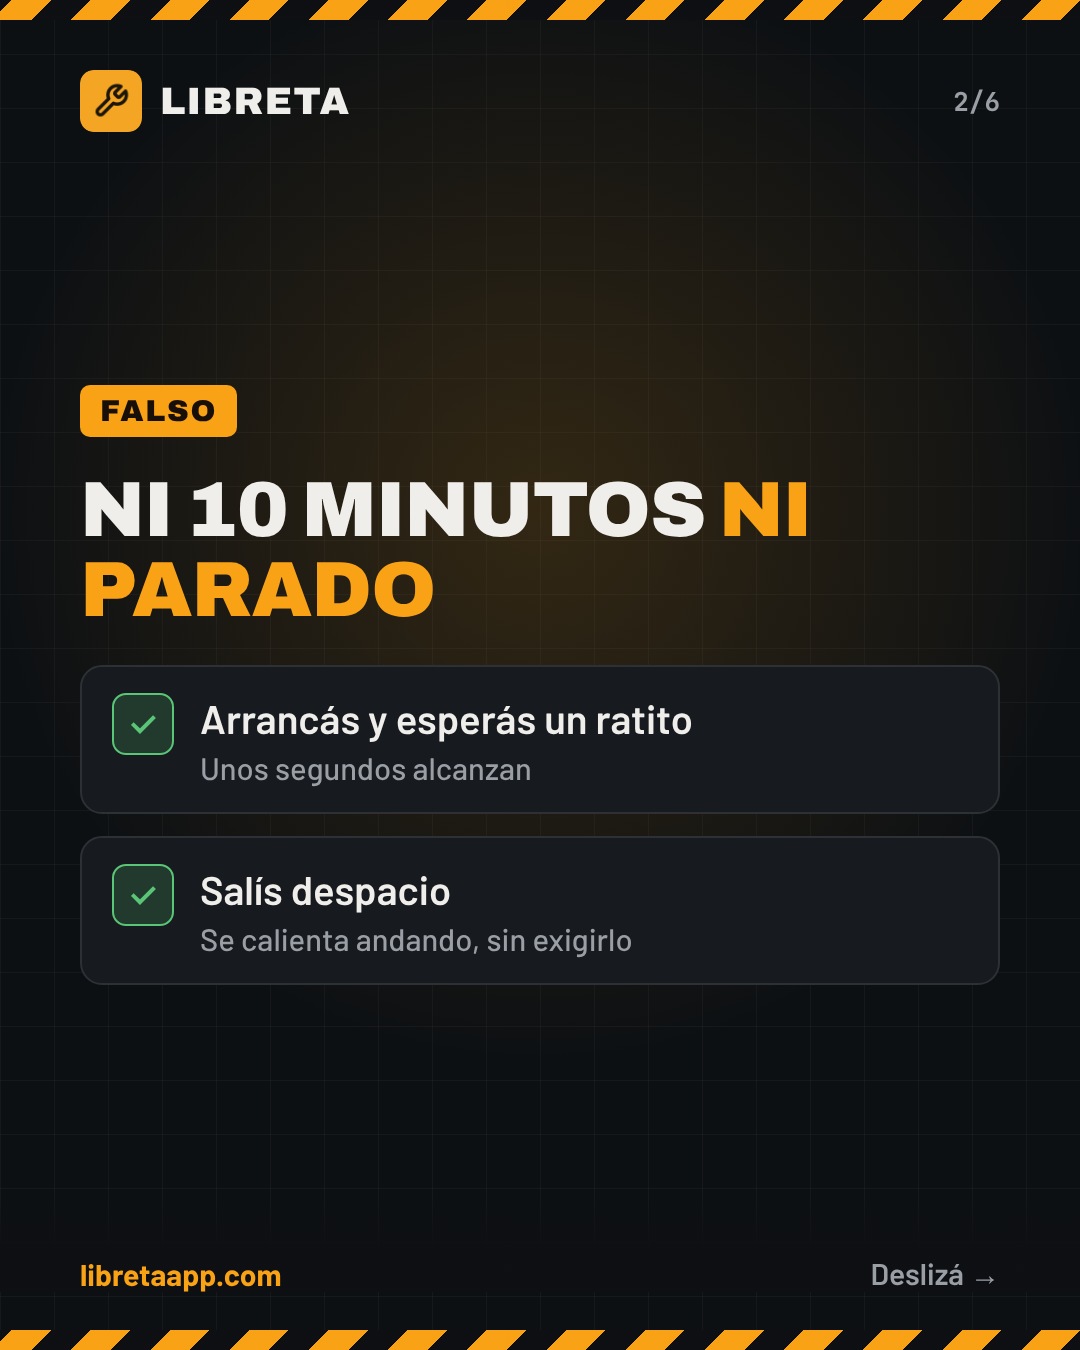 LIBRETA
2/6
FALSO
NI 10 MINUTOS NI
PARADO
Arrancás y esperás un ratito
Unos segundos alcanzan
Salís despacio
Se calienta andando, sin exigirlo
libretaapp.com
Deslizá →